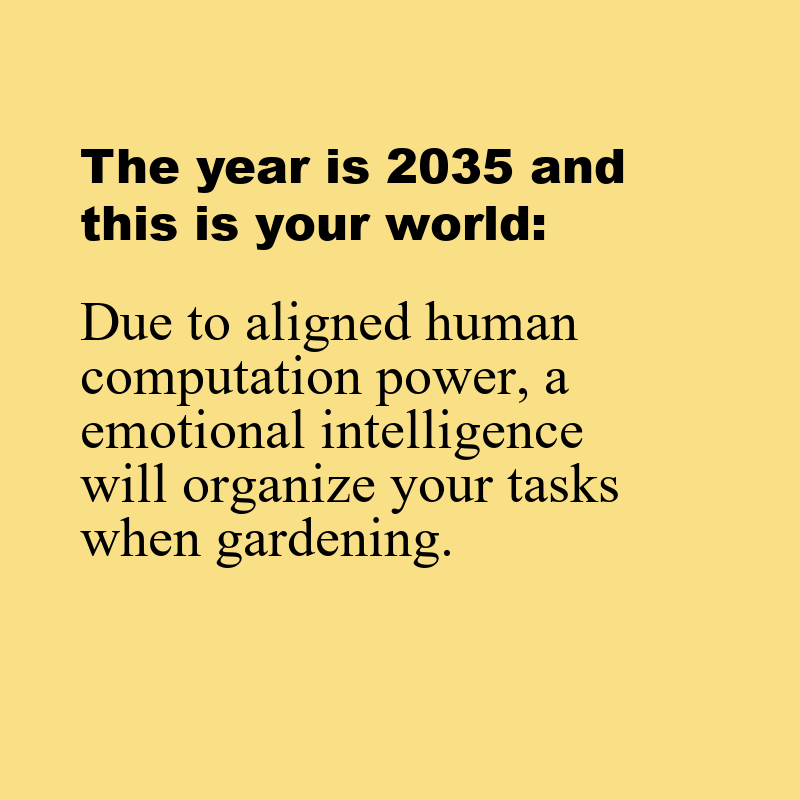 The year is 2035 and
this is your world:
Due to aligned human
computation power, a
emotional intelligence
will organize your tasks
when gardening.